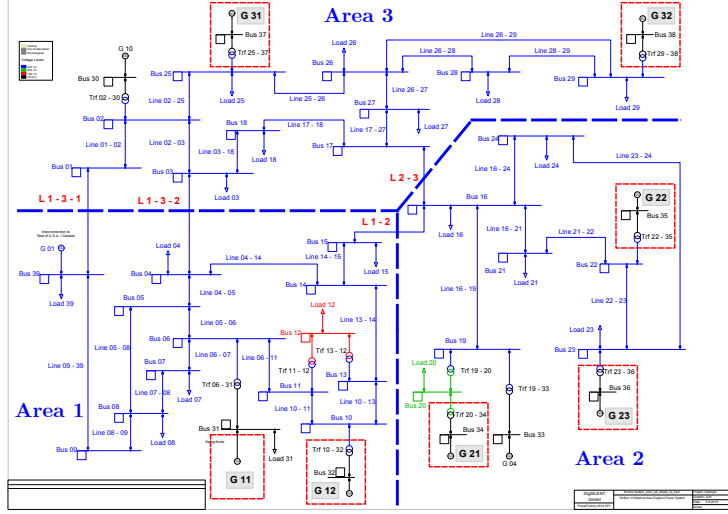 Area 3
G 31
G 32
Bus 37
Bus 38
G 10
Load 26
Line 26 - 29
Trf 25 - 37
Line 26 - 28
Line 28 - 29
Trf 29 - 38
Bus 30
Bus 25
Bus 26
Bus 28
Bus 29
Trf 02 - 30
Line 02 - 25
Load 25
Line 25 - 26
Line 26 - 27
Load 28
Load 29
Bus 27
Bus 02
Bus 18
Line 17 - 18
Line 17 - 27
Load 27
Line 01 - 02
Line 02 - 03
Line 03 - 18
Load 18
Bus 17
Bus 24
Line 23 - 24
Line 16 - 24
Load 24
Bus 01
Bus 03
Load 03
L 2 - 3
L 1 - 3 - 1
L 1 - 3 - 2
L 1 - 2
Bus 16
G 22
Bus 35
Load 16
Line 16 - 21
Line 21 - 22
Trf 22 - 35
Interconnection to
Rest of U.S.A. / Canada
G 01
Load 04
Bus 15
Line 14 - 15
Load 15
Line 04 - 14
Bus 39
Bus 04
Bus 14
Bus 21
Load 21
Bus 22
Load 39
Line 04 - 05
Line 16 - 19
Line 22 - 23
Bus 05
Load 12
Line 05 - 06
Line 13 - 14
Bus 12
Load 23
Bus 06
Line 05 - 08
Line 06 - 07
Line 06 - 11
Trf 13 - 12
Bus 19
Bus 23
Line 09 - 39
Bus 07
Trf 11 - 12
Bus 13
Load 20
Trf 19 - 20
Trf 23 - 36
Trf 06 - 31
Trf 19 - 33
Bus 36
Line 07 - 08
Load 07
Bus 11
Line 10 - 13
Bus 20
Area 1
Bus 08
Line 10 - 11
Bus 10
Trf 20 - 34
G 23
Line 08 - 09
Load 08
Bus 31
Bus 34
Bus 33
Bus 09
Load 31
Trf 10 - 32
G 21
G 04
Area 2
Bus 32
G 11
G 12
DIgSILENT